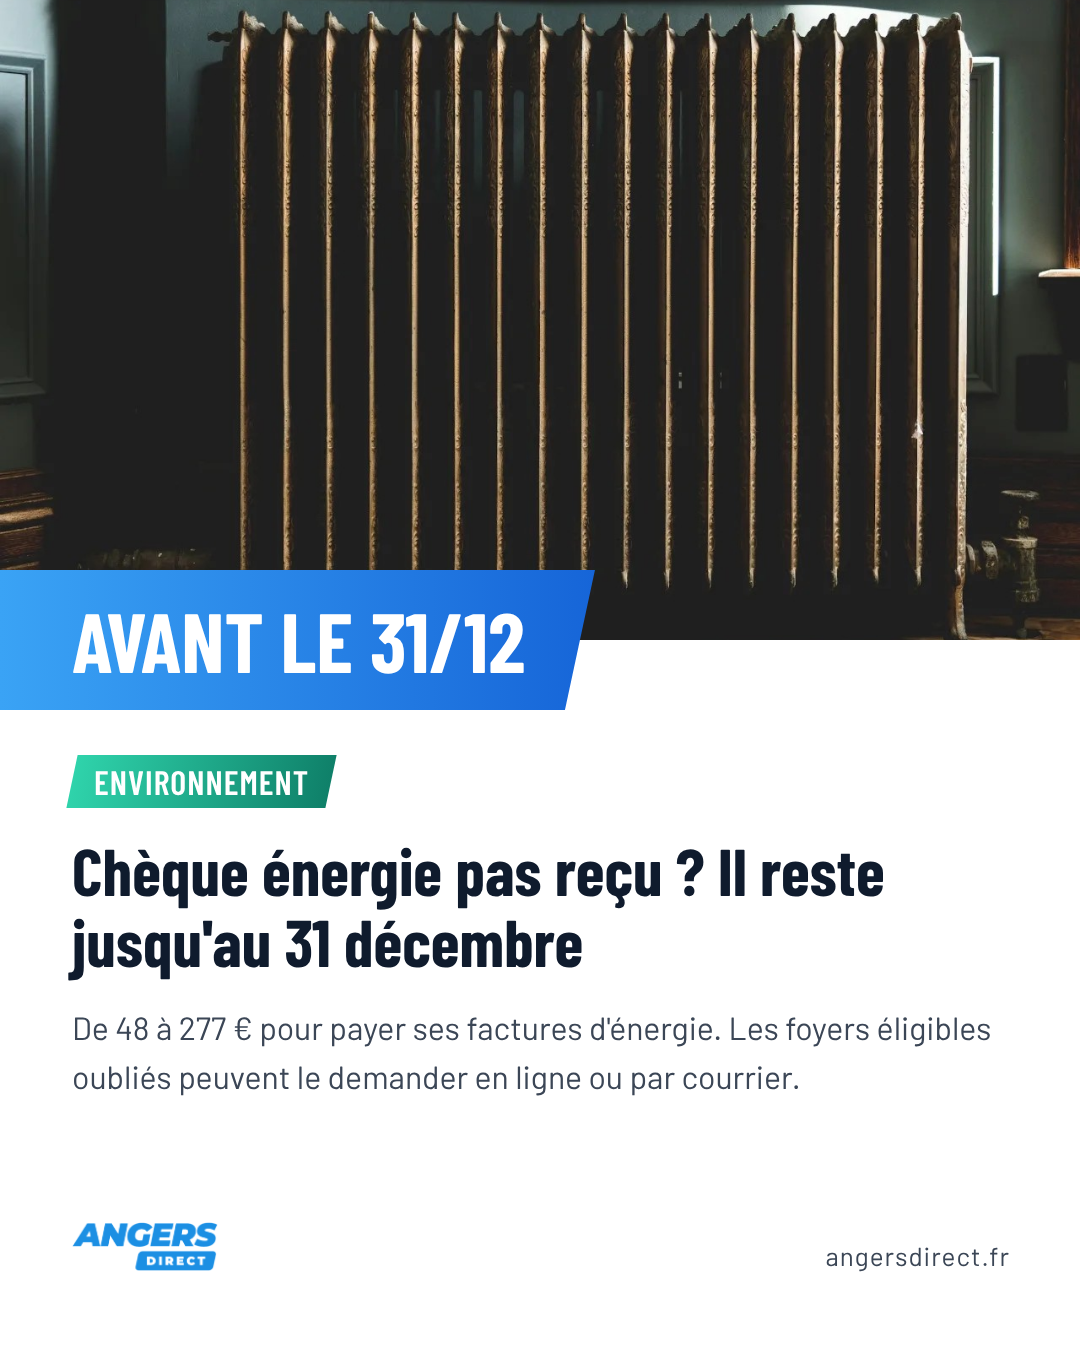 AVANT LE 31/12
ENVIRONNEMENT
Chèque énergie pas reçu ? Il reste
jusqu'au 31 décembre
De 48 à 277 € pour payer ses factures d'énergie. Les foyers éligibles
oubliés peuvent le demander en ligne ou par courrier.
ANGERS
DIRECT
angersdirect.fr